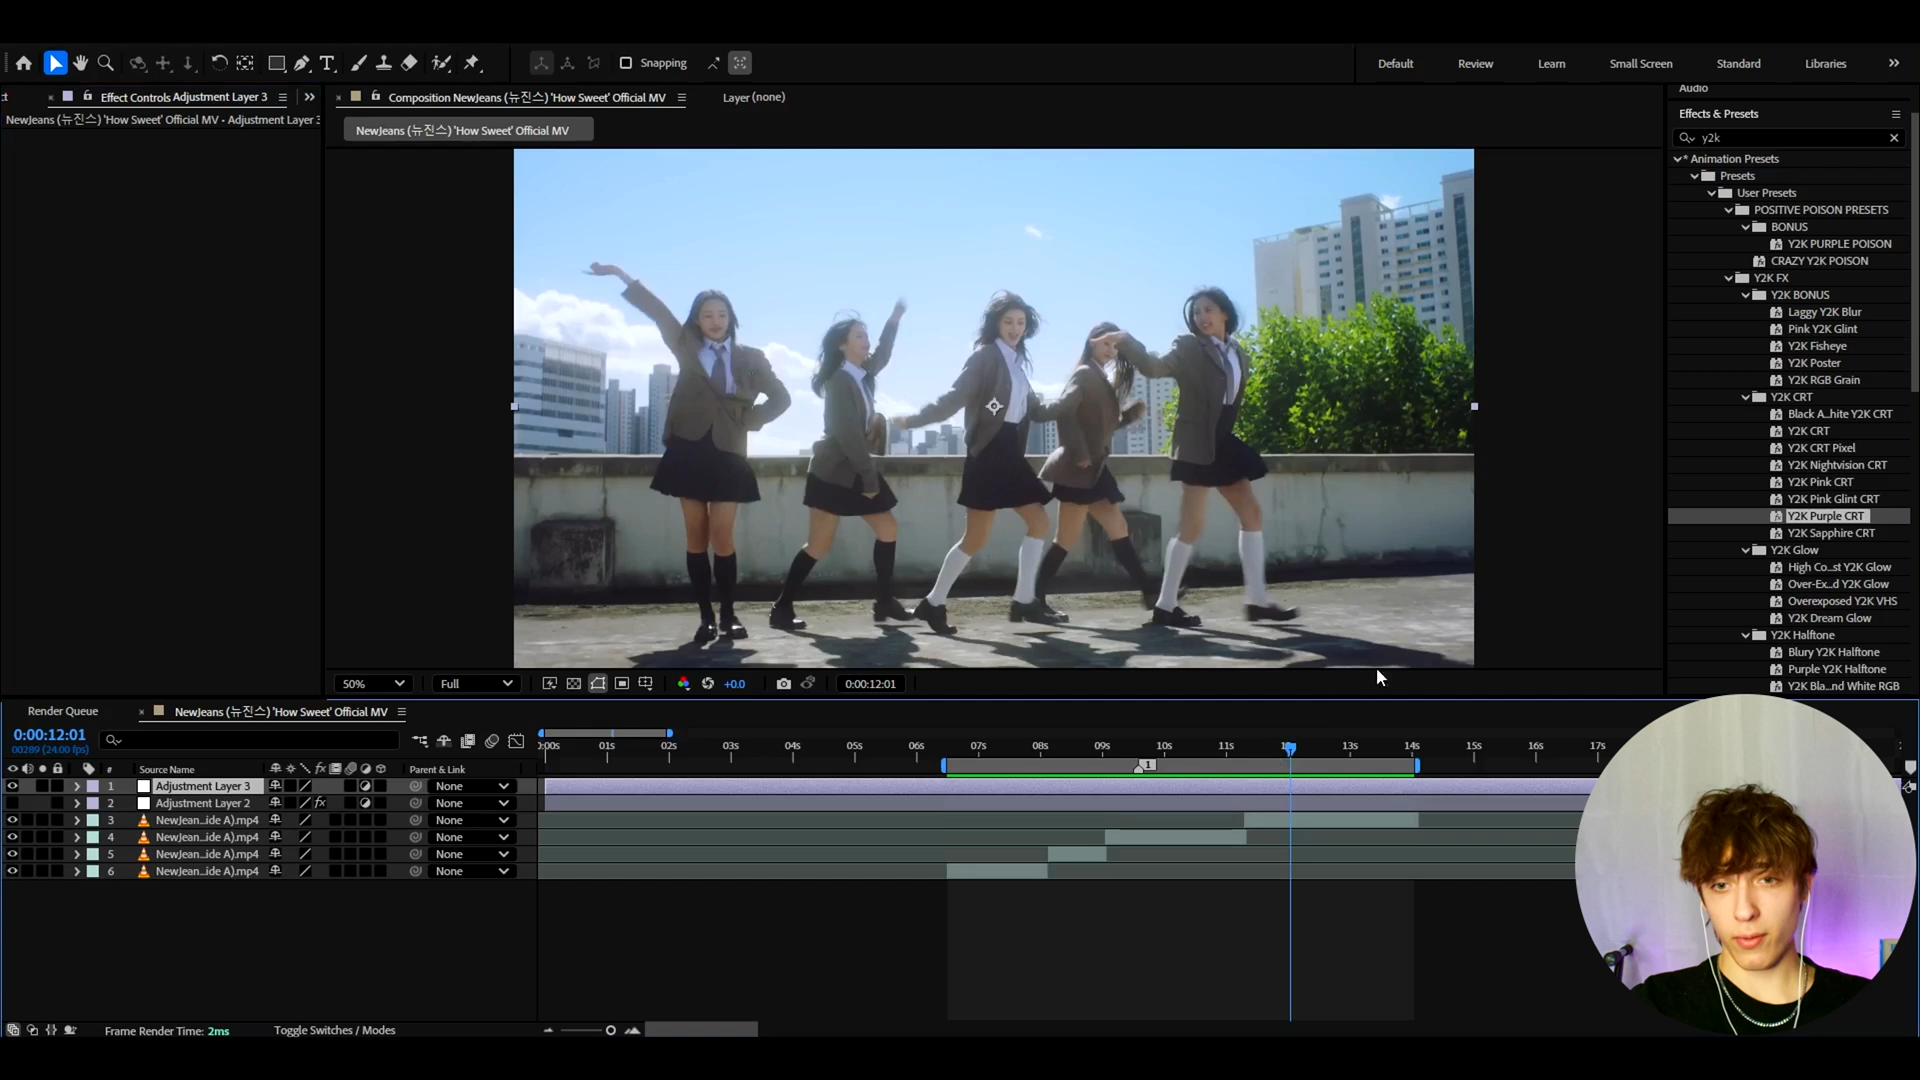 Snapping
Default
Review
Learn
Small Screen
Standard
Libraries
Effect Controls Adjustment Layer 3
NewJeans (뉴진스) 'How Sweet' Official MV - Adjustment Layer 3
Composition NewJeans (뉴진스) 'How Sweet' Official MV
Layer (none)
NewJeans (뉴진스) 'How Sweet' Official MV
Audio
Effects & Presets
y2k
* Animation Presets
Presets
User Presets
POSITIVE POISON PRESETS
BONUS
Y2K PURPLE POISON
CRAZY Y2K POISON
Y2K FX
Y2K BONUS
Laggy Y2K Blur
Pink Y2K Glint
Y2K Fisheye
Y2K Poster
Y2K RGB Grain
Y2K CRT
Black A...hite Y2K CRT
Y2K CRT
Y2K CRT Pixel
Y2K Nightvision CRT
Y2K Pink CRT
Y2K Pink Glint CRT
Y2K Purple CRT
Y2K Sapphire CRT
Y2K Glow
High Co...st Y2K Glow
Over-Ex...d Y2K Glow
Overexposed Y2K VHS
Y2K Dream Glow
Y2K Halftone
Blury Y2K Halftone
Purple Y2K Halftone
Y2K Bla...nd White RGB
50%
Full
+0.0
0:00:12:01
Render Queue
NewJeans (뉴진스) 'How Sweet' Official MV
0:00:12:01
00289 (24.00 fps)
:00s 01s 02s 03s 04s 05s 06s 07s 08s 09s 10s 11s 12s 13s 14s 15s 16s 17s
1
# Source Name fx Parent & Link
1 Adjustment Layer 3 None
2 Adjustment Layer 2 fx None
3 NewJean...ide A).mp4 None
4 NewJean...ide A).mp4 None
5 NewJean...ide A).mp4 None
6 NewJean...ide A).mp4 None
Frame Render Time: 2ms
Toggle Switches / Modes